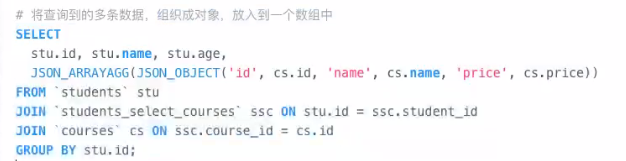 # 将查询到的多条数据，组织成对象，放入到一个数组中
SELECT
stu.id, stu.name, stu.age,
JSON_ARRAYAGG(JSON_OBJECT('id', cs.id, 'name', cs.name, 'price', cs.price))
FROM `students` stu
JOIN `students_select_courses` ssc ON stu.id = ssc.student_id
JOIN `courses` cs ON ssc.course_id = cs.id
GROUP BY stu.id;